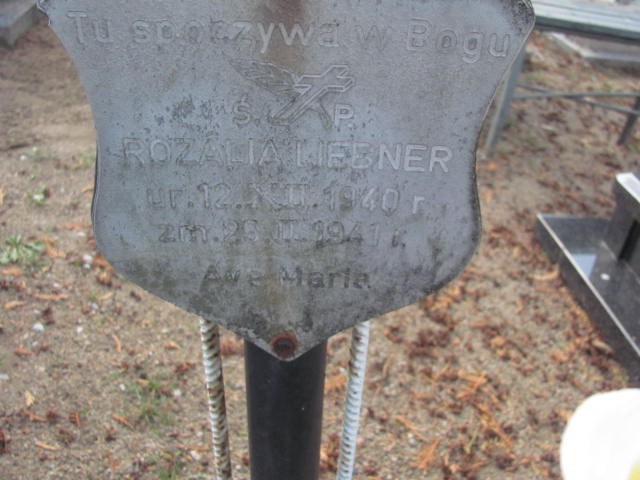 Tu spoczywa w Bogu
Ś. P.
ROZALIA LIEBNER
ur. 12. XII. 1940 r.
zm. 26. II. 1941 r.
Ave Maria